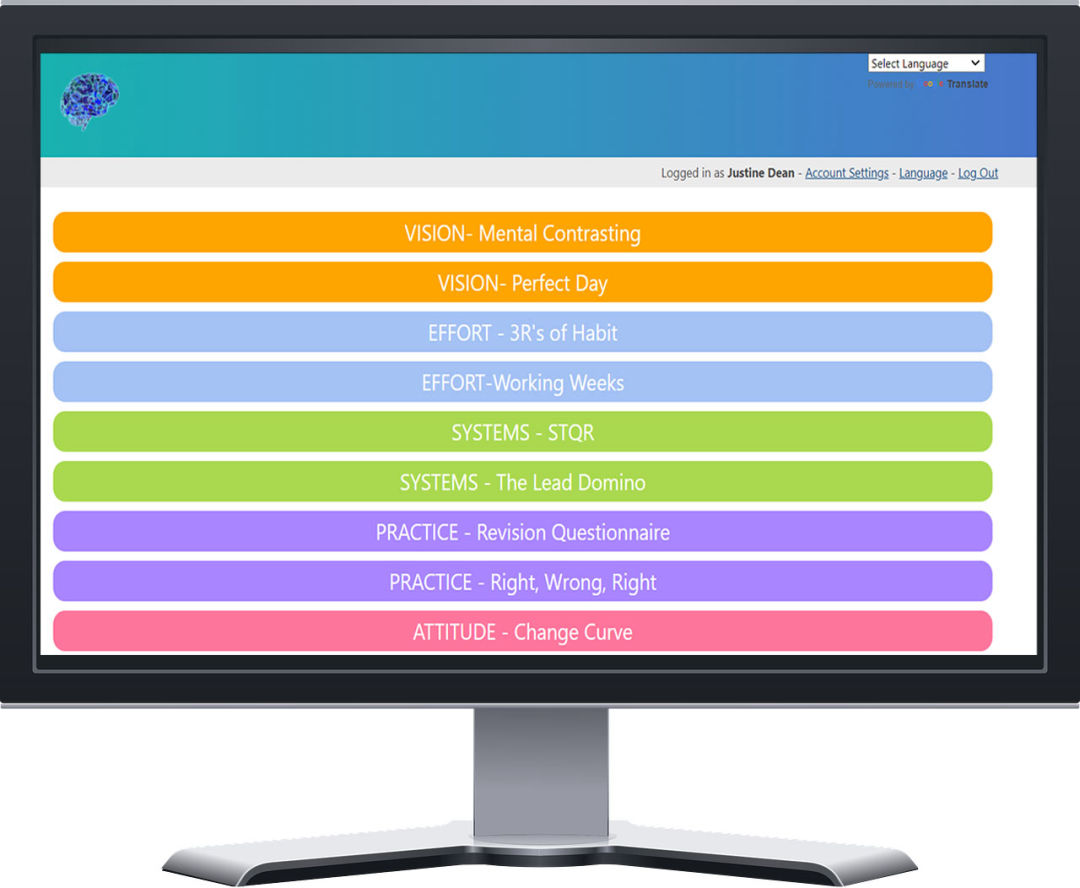 Select Language
Powered by Google Translate
Logged in as Justine Dean - Account Settings - Language - Log Out
VISION- Mental Contrasting
VISION- Perfect Day
EFFORT - 3R's of Habit
EFFORT-Working Weeks
SYSTEMS - STQR
SYSTEMS - The Lead Domino
PRACTICE - Revision Questionnaire
PRACTICE - Right, Wrong, Right
ATTITUDE - Change Curve